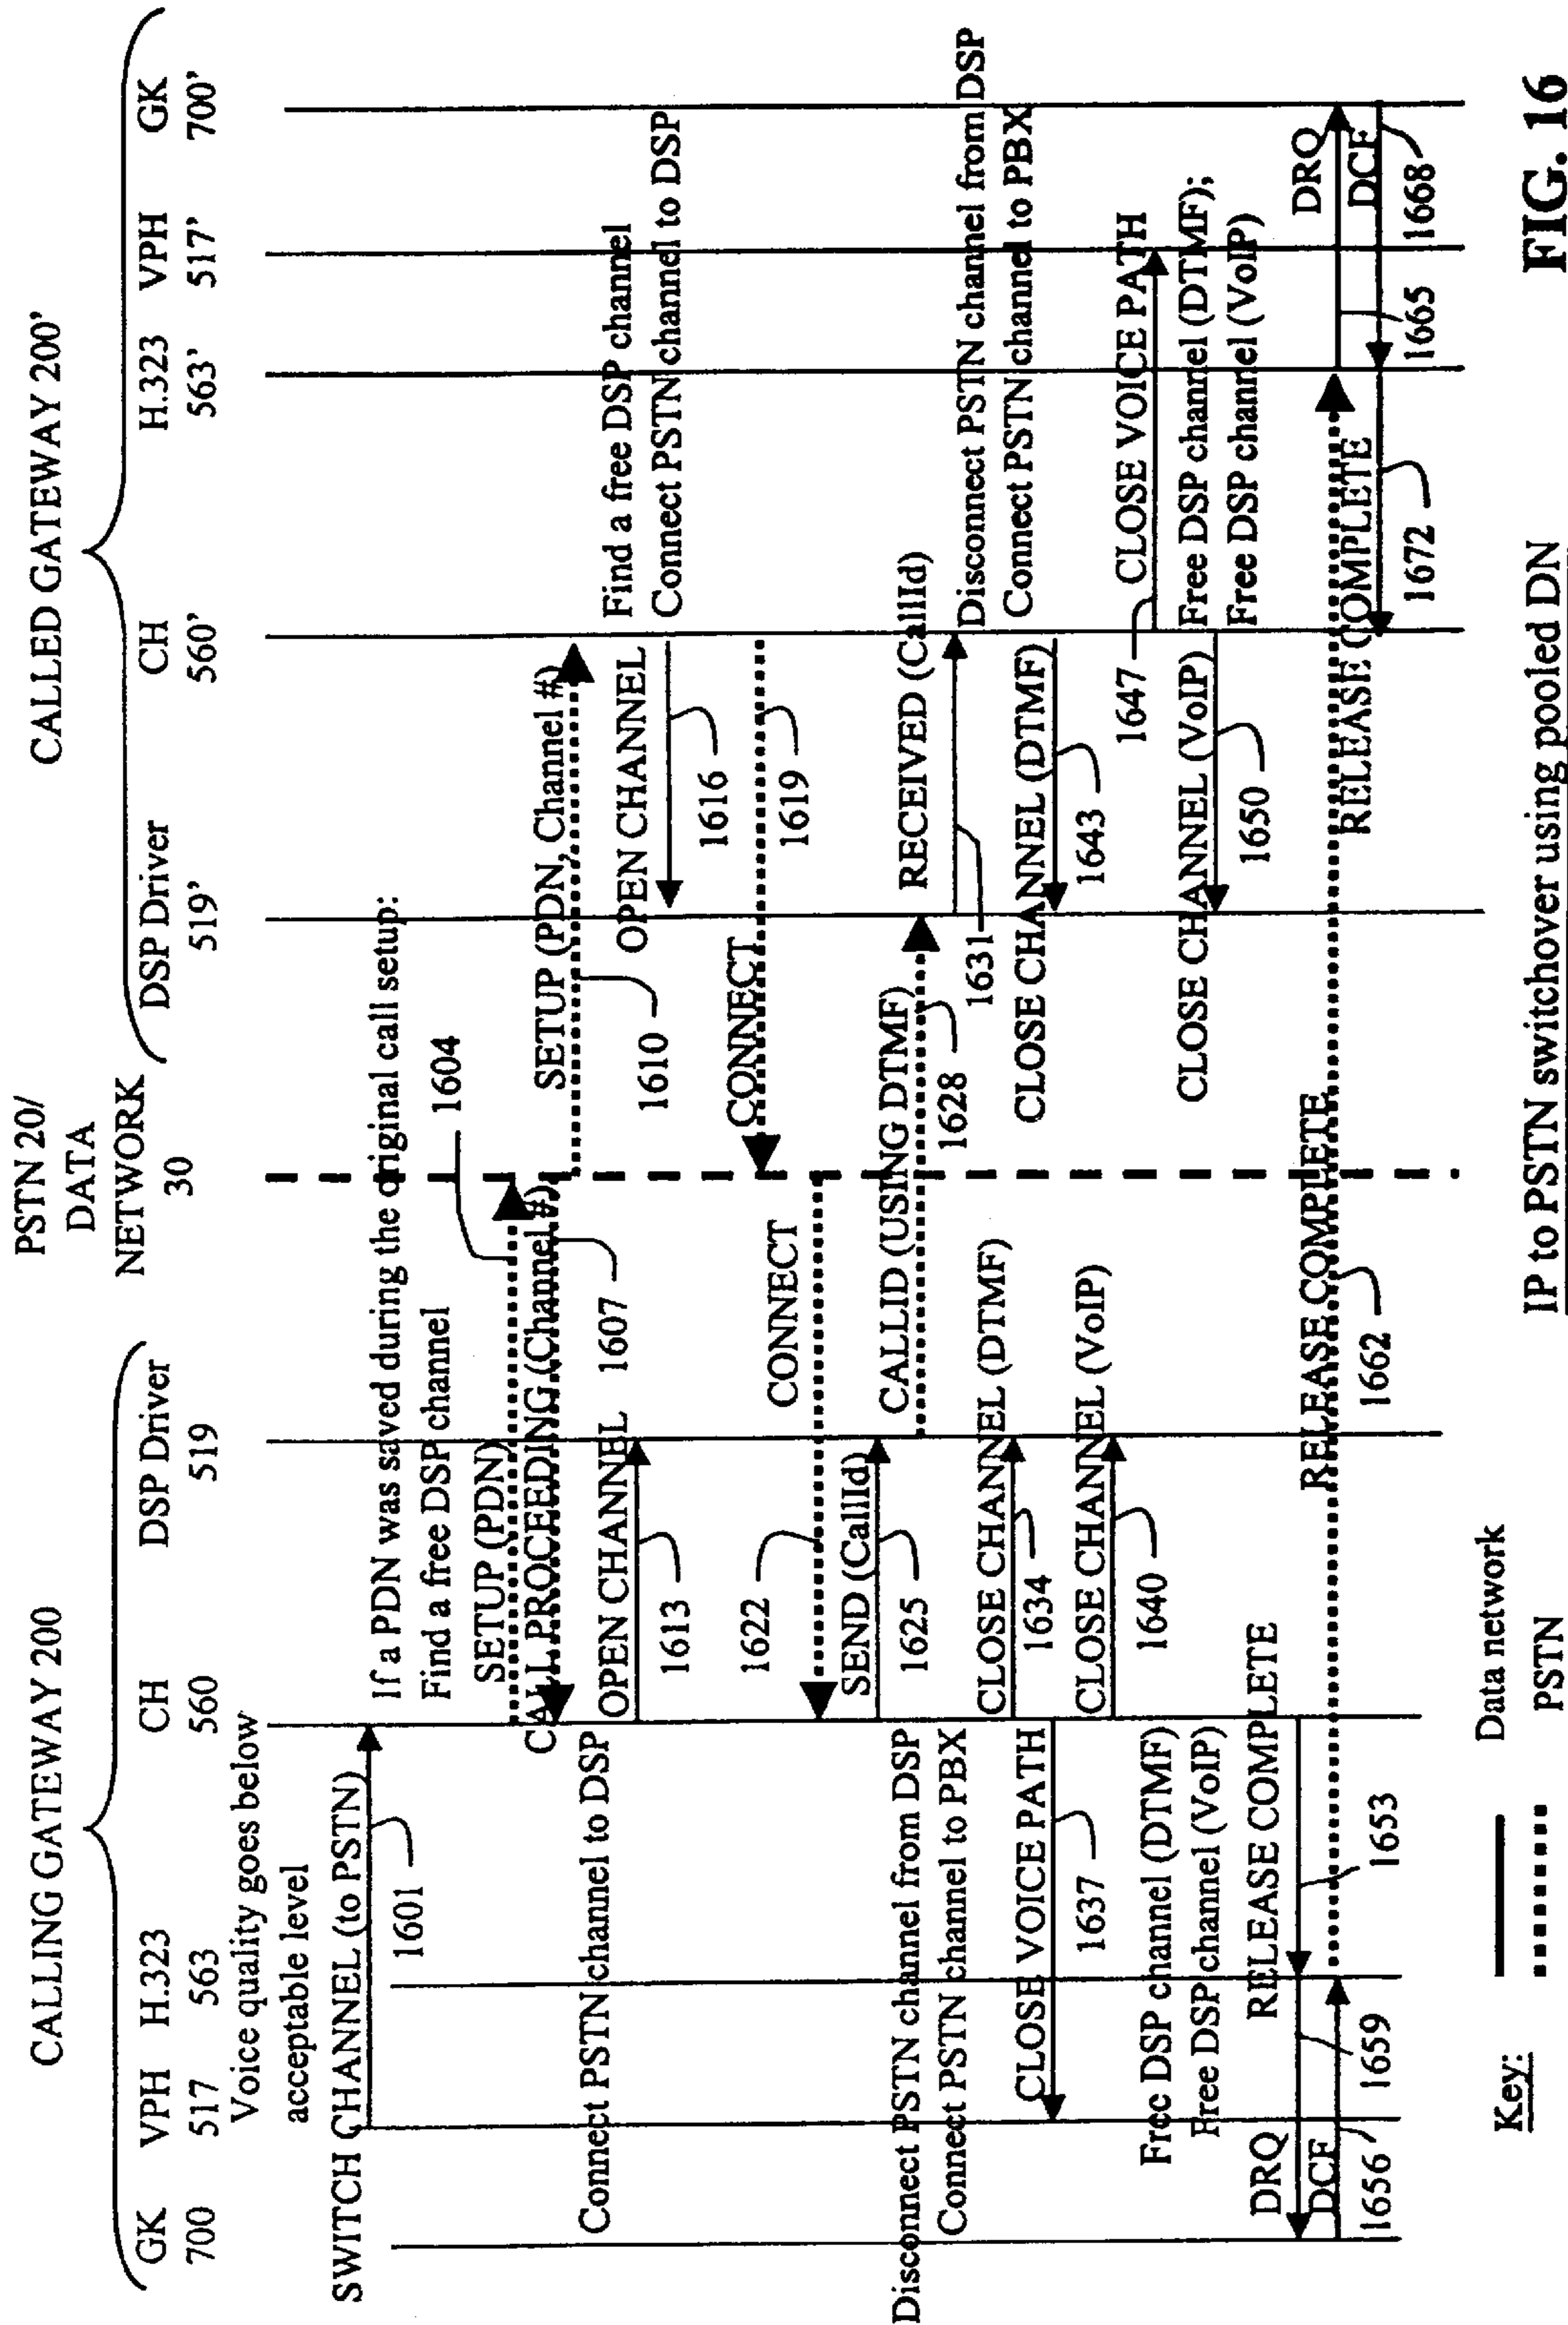 CALLING GATEWAY 200
PSTN 20/
DATA
NETWORK
30
CALLED GATEWAY 200'
GK
700
VPH
517
H.323
563
CH
560
DSP Driver
519
DSP Driver
519'
CH
560'
H.323
563'
VPH
517'
GK
700'
Voice quality goes below
acceptable level
SWITCH CHANNEL (to PSTN)
1601
If a PDN was saved during the original call setup:
Find a free DSP channel
1604
SETUP (PDN)
CALL PROCEEDING (Channel #)
1607
SETUP (PDN, Channel #)
1610
Connect PSTN channel to DSP
OPEN CHANNEL
1613
OPEN CHANNEL
1616
Find a free DSP channel
Connect PSTN channel to DSP
CONNECT
1619
CONNECT
1622
SEND (CallId)
1625
CALLID (USING DTMF)
1628
RECEIVED (CallId)
1631
Disconnect PSTN channel from DSP
Connect PSTN channel to PBX
Disconnect PSTN channel from DSP
Connect PSTN channel to PBX
CLOSE CHANNEL (DTMF)
1634
CLOSE VOICE PATH
1637
CLOSE CHANNEL (VoIP)
1640
CLOSE CHANNEL (DTMF)
1643
1647
CLOSE VOICE PATH
CLOSE CHANNEL (VoIP)
1650
Free DSP channel (DTMF)
Free DSP channel (VoIP)
Free DSP channel (DTMF);
Free DSP channel (VoIP)
RELEASE COMPLETE
1653
DRQ
DCF
1656
1659
RELEASE COMPLETE
1662
DRQ
DCF
1665
1668
RELEASE COMPLETE
1672
Key:
Data network
PSTN
IP to PSTN switchover using pooled DN
FIG. 16